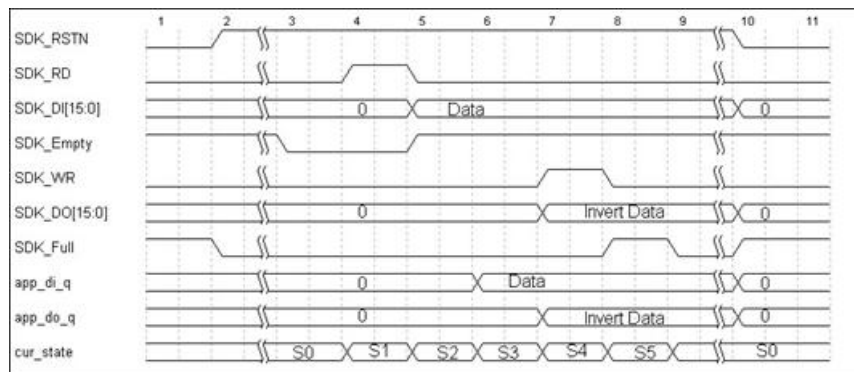 1 2 3 4 5 6 7 8 9 10 11
SDK_RSTN
SDK_RD
SDK_DI[15:0] 0 Data 0
SDK_Empty
SDK_WR
SDK_DO[15:0] 0 Invert Data 0
SDK_Full
app_di_q 0 Data 0
app_do_q 0 Invert Data 0
cur_state S0 S1 S2 S3 S4 S5 S0